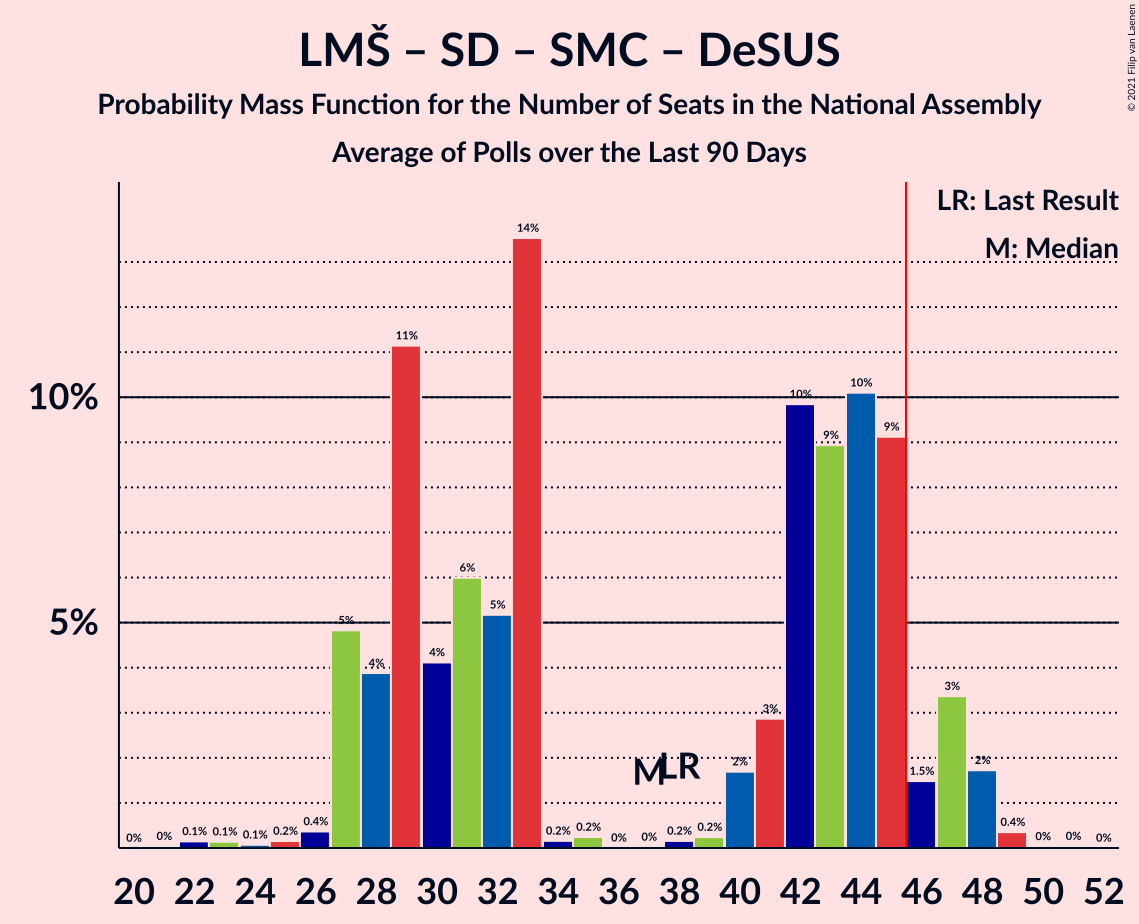 LMŠ – SD – SMC – DeSUS
Probability Mass Function for the Number of Seats in the National Assembly
Average of Polls over the Last 90 Days
© 2021 Filip van Laenen
LR: Last Result
M: Median
10%
5%
0% 0% 0.1% 0.1% 0.1% 0.2% 0.4% 5% 4% 11% 4% 6% 5% 14% 0.2% 0.2% 0% 0% 0.2% 0.2% 2% 3% 10% 9% 10% 9% 1.5% 3% 2% 0.4% 0% 0% 0%
M LR
20 22 24 26 28 30 32 34 36 38 40 42 44 46 48 50 52